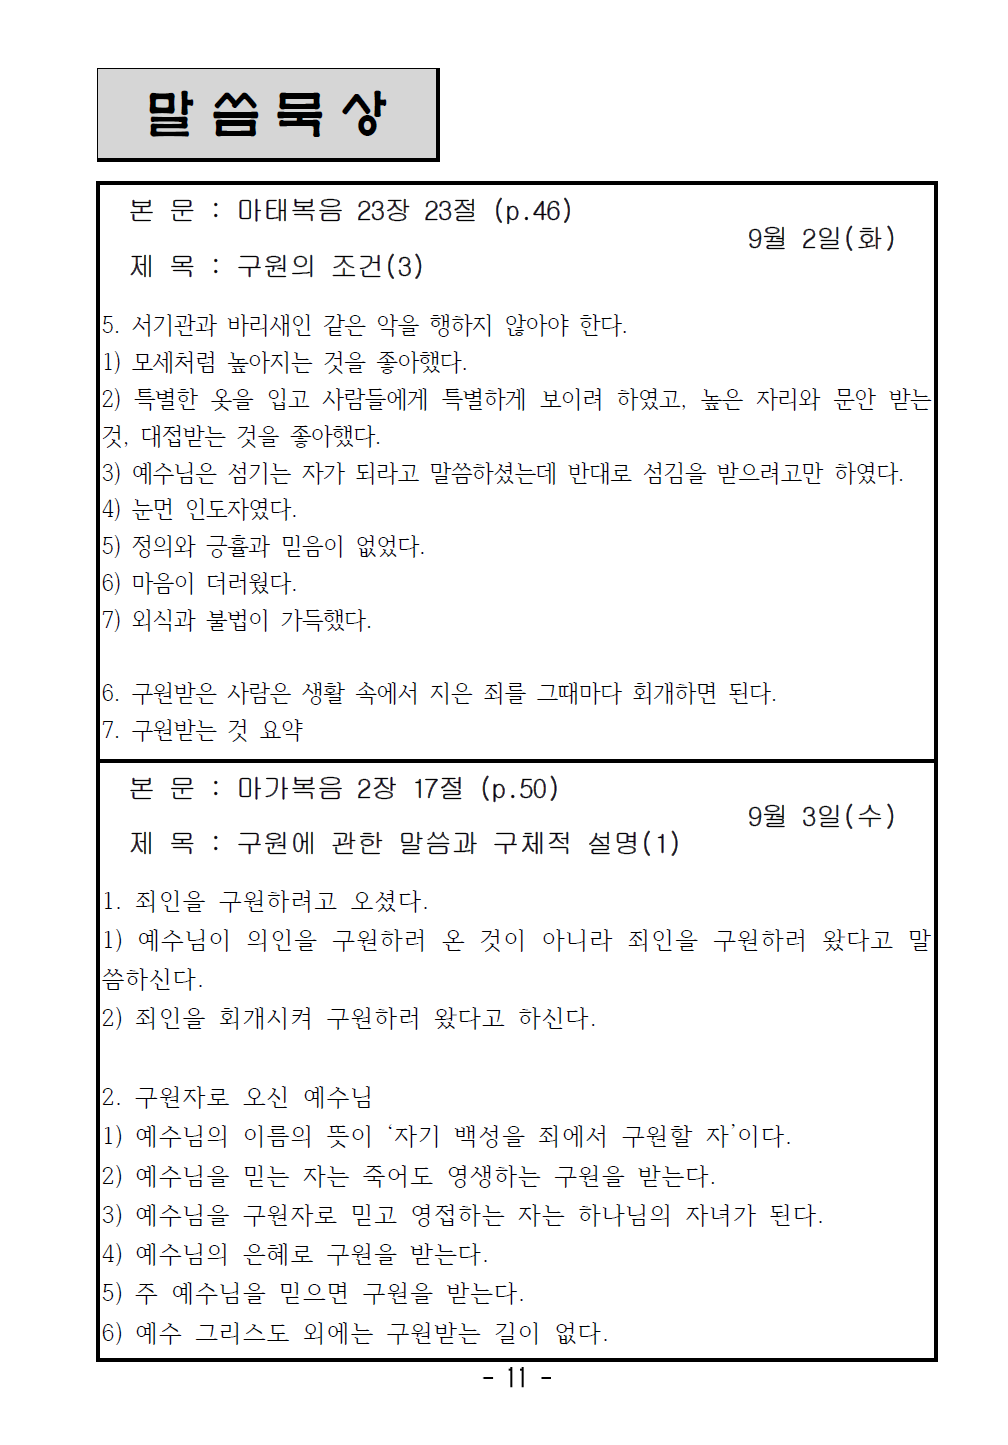 말씀묵상
본 문 : 마태복음 23장 23절 (p.46)
9월 2일(화)
제 목 : 구원의 조건(3)
5. 서기관과 바리새인 같은 악을 행하지 않아야 한다.
1) 모세처럼 높아지는 것을 좋아했다.
2) 특별한 옷을 입고 사람들에게 특별하게 보이려 하였고, 높은 자리와 문안 받는
것, 대접받는 것을 좋아했다.
3) 예수님은 섬기는 자가 되라고 말씀하셨는데 반대로 섬김을 받으려고만 하였다.
4) 눈먼 인도자였다.
5) 정의와 긍휼과 믿음이 없었다.
6) 마음이 더러웠다.
7) 외식과 불법이 가득했다.
6. 구원받은 사람은 생활 속에서 지은 죄를 그때마다 회개하면 된다.
7. 구원받는 것 요약
본 문 : 마가복음 2장 17절 (p.50)
9월 3일(수)
제 목 : 구원에 관한 말씀과 구체적 설명(1)
1. 죄인을 구원하려고 오셨다.
1) 예수님이 의인을 구원하러 온 것이 아니라 죄인을 구원하러 왔다고 말
씀하신다.
2) 죄인을 회개시켜 구원하러 왔다고 하신다.
2. 구원자로 오신 예수님
1) 예수님의 이름의 뜻이 ‘자기 백성을 죄에서 구원할 자’이다.
2) 예수님을 믿는 자는 죽어도 영생하는 구원을 받는다.
3) 예수님을 구원자로 믿고 영접하는 자는 하나님의 자녀가 된다.
4) 예수님의 은혜로 구원을 받는다.
5) 주 예수님을 믿으면 구원을 받는다.
6) 예수 그리스도 외에는 구원받는 길이 없다.
- 11 -